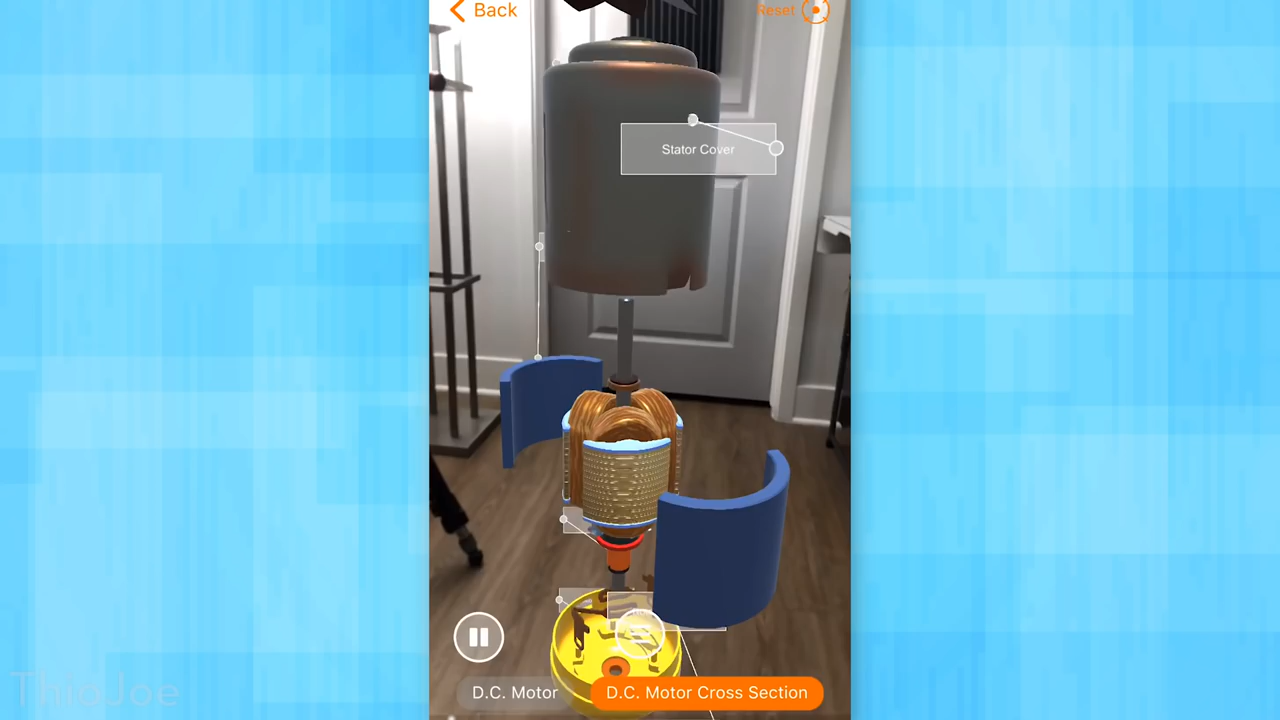 Back
Reset
Stator Cover
D.C. Motor
D.C. Motor Cross Section
ThioJoe